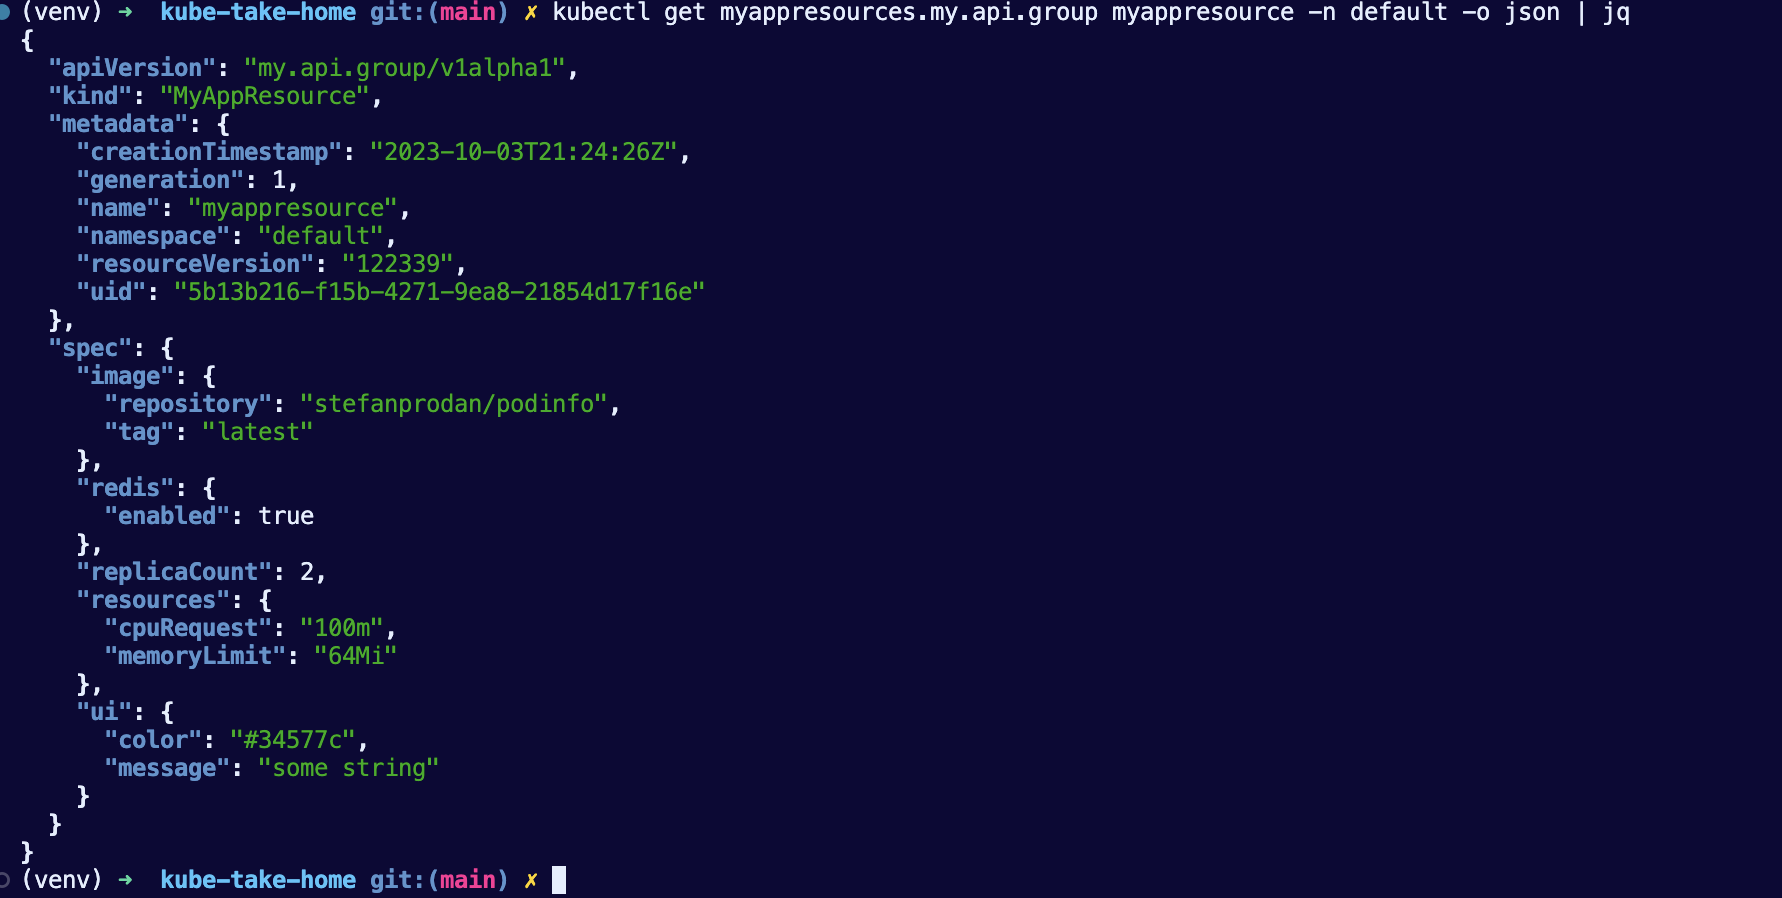 (venv) ➜  kube-take-home git:(main) ✗ kubectl get myappresources.my.api.group myappresource -n default -o json | jq
{
  "apiVersion": "my.api.group/v1alpha1",
  "kind": "MyAppResource",
  "metadata": {
    "creationTimestamp": "2023-10-03T21:24:26Z",
    "generation": 1,
    "name": "myappresource",
    "namespace": "default",
    "resourceVersion": "122339",
    "uid": "5b13b216-f15b-4271-9ea8-21854d17f16e"
  },
  "spec": {
    "image": {
      "repository": "stefanprodan/podinfo",
      "tag": "latest"
    },
    "redis": {
      "enabled": true
    },
    "replicaCount": 2,
    "resources": {
      "cpuRequest": "100m",
      "memoryLimit": "64Mi"
    },
    "ui": {
      "color": "#34577c",
      "message": "some string"
    }
  }
}
(venv) ➜  kube-take-home git:(main) ✗